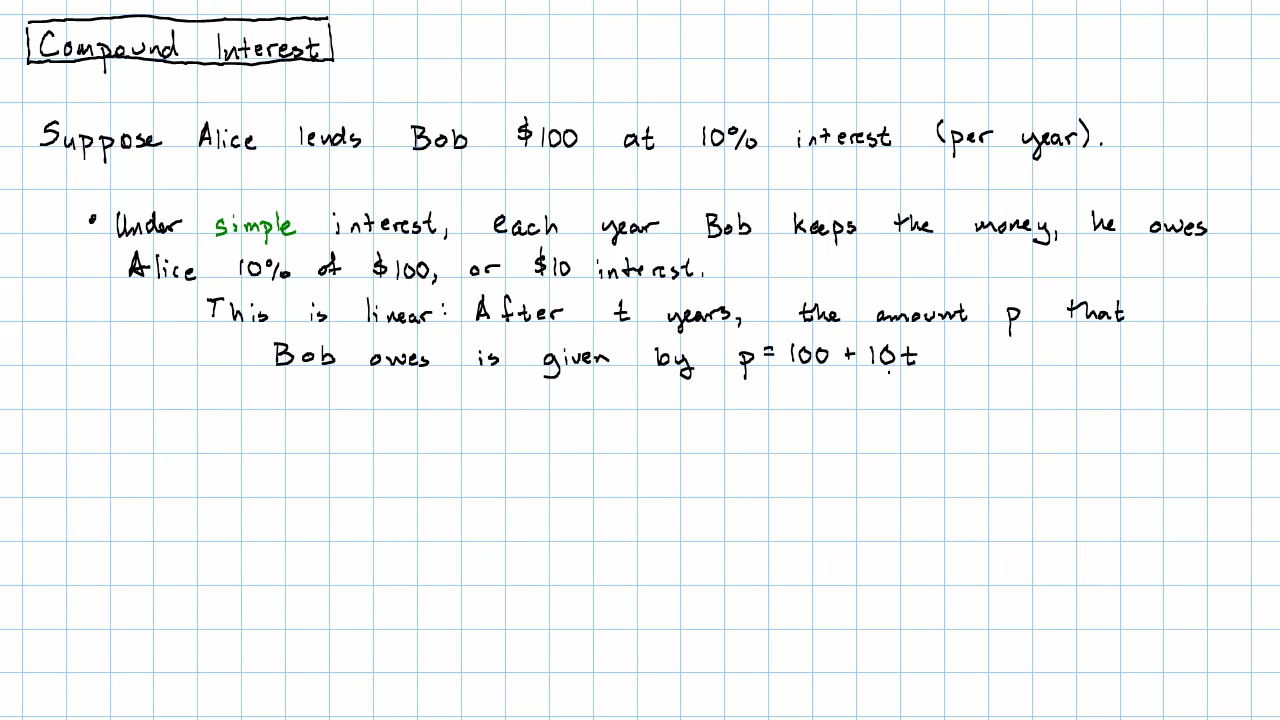 Compound Interest
Suppose Alice lends Bob $100 at 10% interest (per year).
• Under simple interest, each year Bob keeps the money, he owes
Alice 10% of $100, or $10 interest.
This is linear: After t years, the amount p that
Bob owes is given by p = 100 + 10t